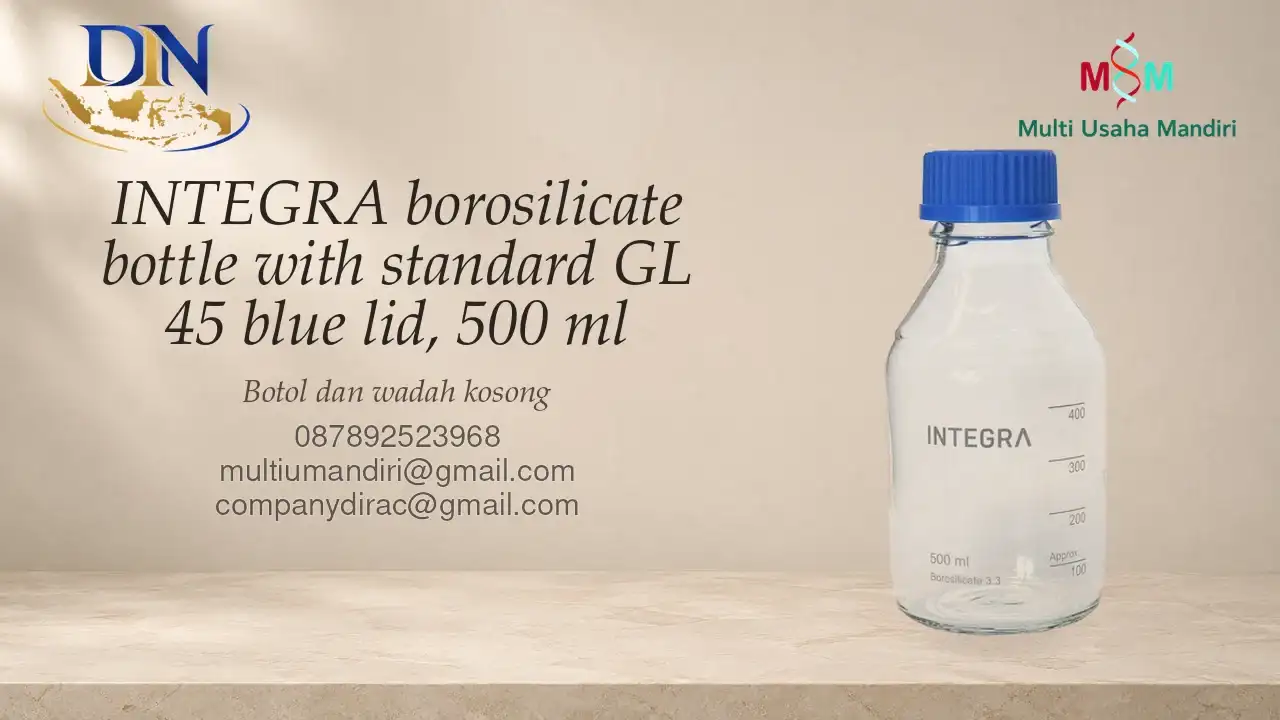 DN
M M
Multi Usaha Mandiri
INTEGRA borosilicate
bottle with standard GL
45 blue lid, 500 ml
Botol dan wadah kosong
087892523968
multiumandiri@gmail.com
companydirac@gmail.com
INTEGRA
400
300
200
Approx
100
500 ml
Borosilicate 3.3